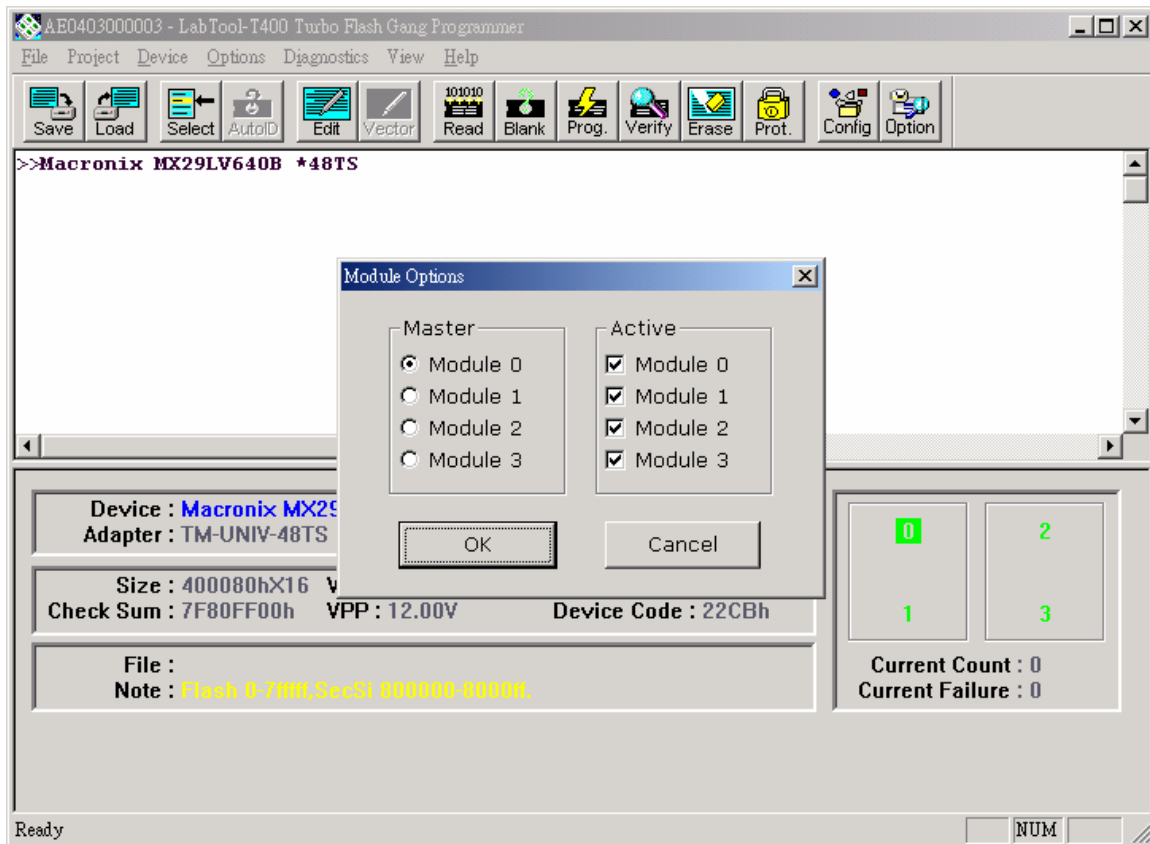 AE0403000003 - LabTool-T400 Turbo Flash Gang Programmer
File Project Device Options Diagnostics View Help
101010
Save Load Select AutoID Edit Vector Read Blank Prog. Verify Erase Prot. Config Option
>>Macronix MX29LV640B *48TS
Module Options
Master Active
Module 0 Module 0
Module 1 Module 1
Module 2 Module 2
Module 3 Module 3
OK Cancel
Device : Macronix MX29
Adapter : TM-UNIV-48TS
0 2
Size : 400080hX16 V
Check Sum : 7F80FF00h VPP : 12.00V Device Code : 22CBh
1 3
File :
Note : Flash 0-7fffff,SecSi 800000-8000ff.
Current Count : 0
Current Failure : 0
Ready NUM